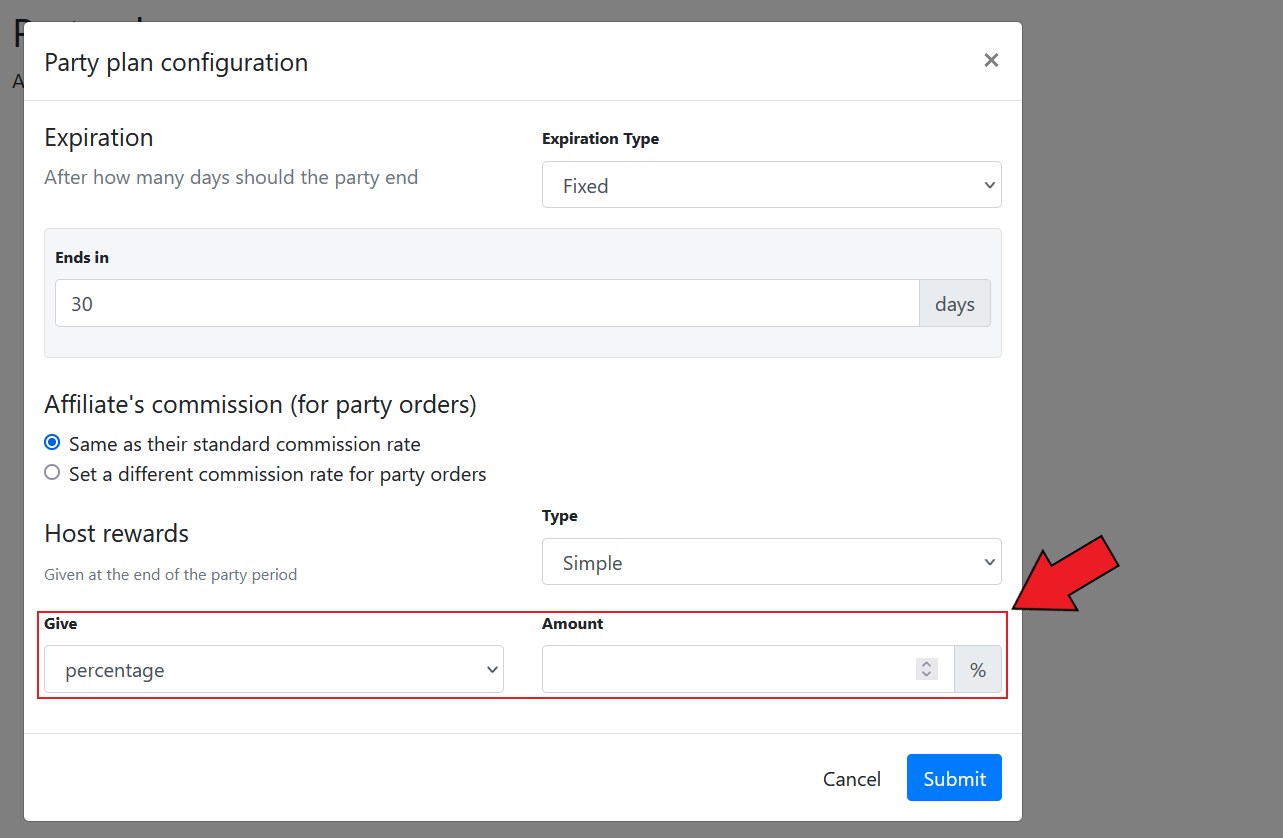 Party plan configuration
×
Expiration
After how many days should the party end
Expiration Type
Fixed
Ends in
30
days
Affiliate's commission (for party orders)
Same as their standard commission rate
Set a different commission rate for party orders
Host rewards
Given at the end of the party period
Type
Simple
Give
percentage
Amount
%
Cancel
Submit